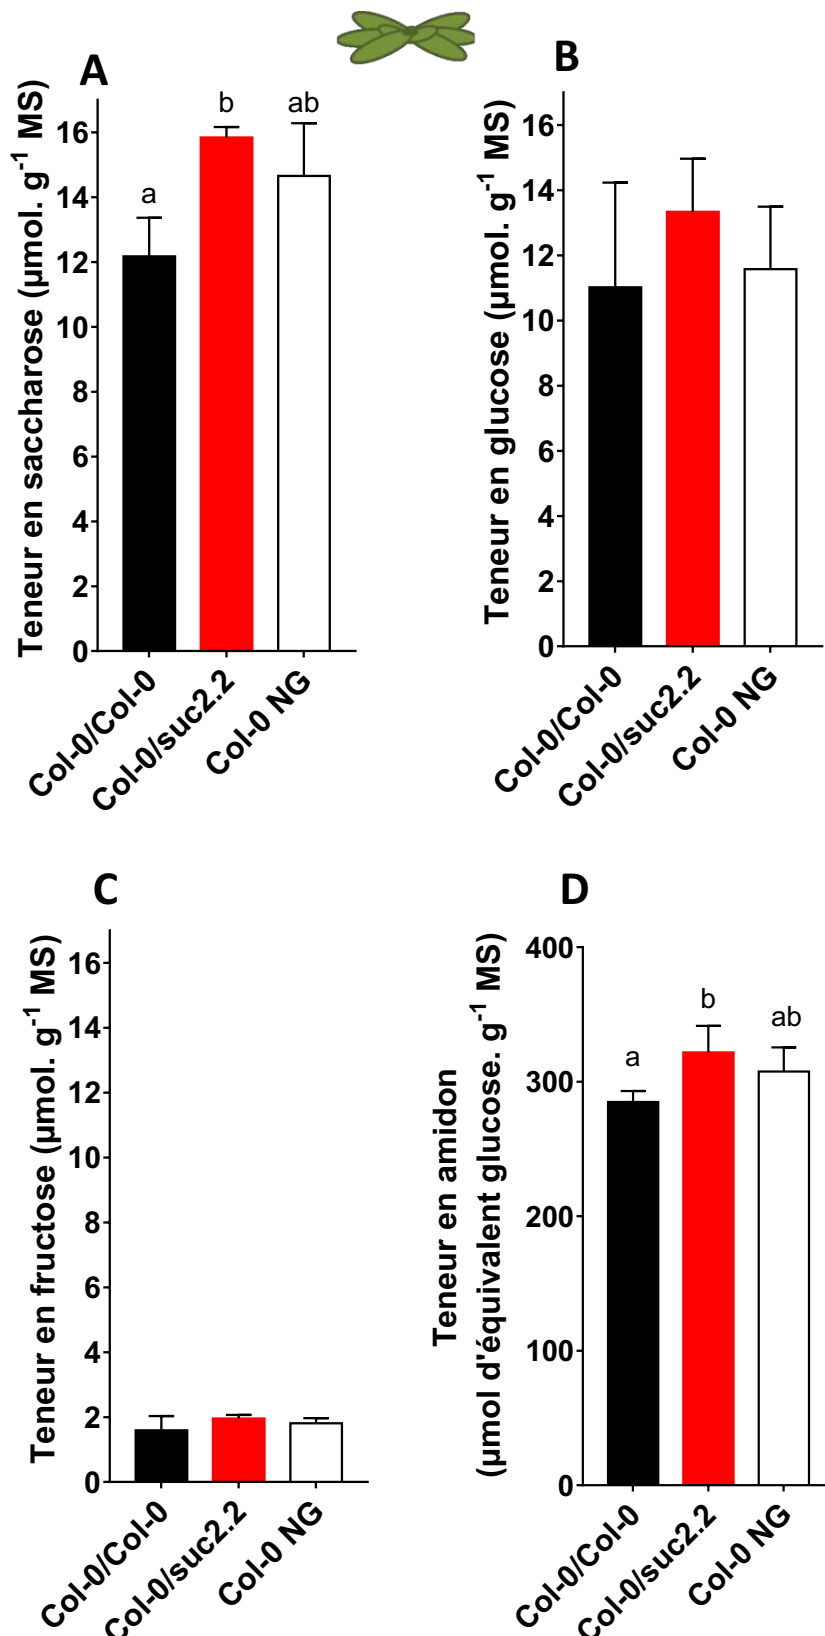 A
Teneur en saccharose (µmol. g⁻¹ MS)
16
14
12
10
8
6
4
2
0
a
b
ab
Col-0/Col-0
Col-0/suc2.2
Col-0 NG
B
Teneur en glucose (µmol. g⁻¹ MS)
16
14
12
10
8
6
4
2
0
Col-0/Col-0
Col-0/suc2.2
Col-0 NG
C
Teneur en fructose (µmol. g⁻¹ MS)
16
14
12
10
8
6
4
2
0
Col-0/Col-0
Col-0/suc2.2
Col-0 NG
D
Teneur en amidon
(µmol d'équivalent glucose. g⁻¹ MS)
400
300
200
100
0
a
b
ab
Col-0/Col-0
Col-0/suc2.2
Col-0 NG